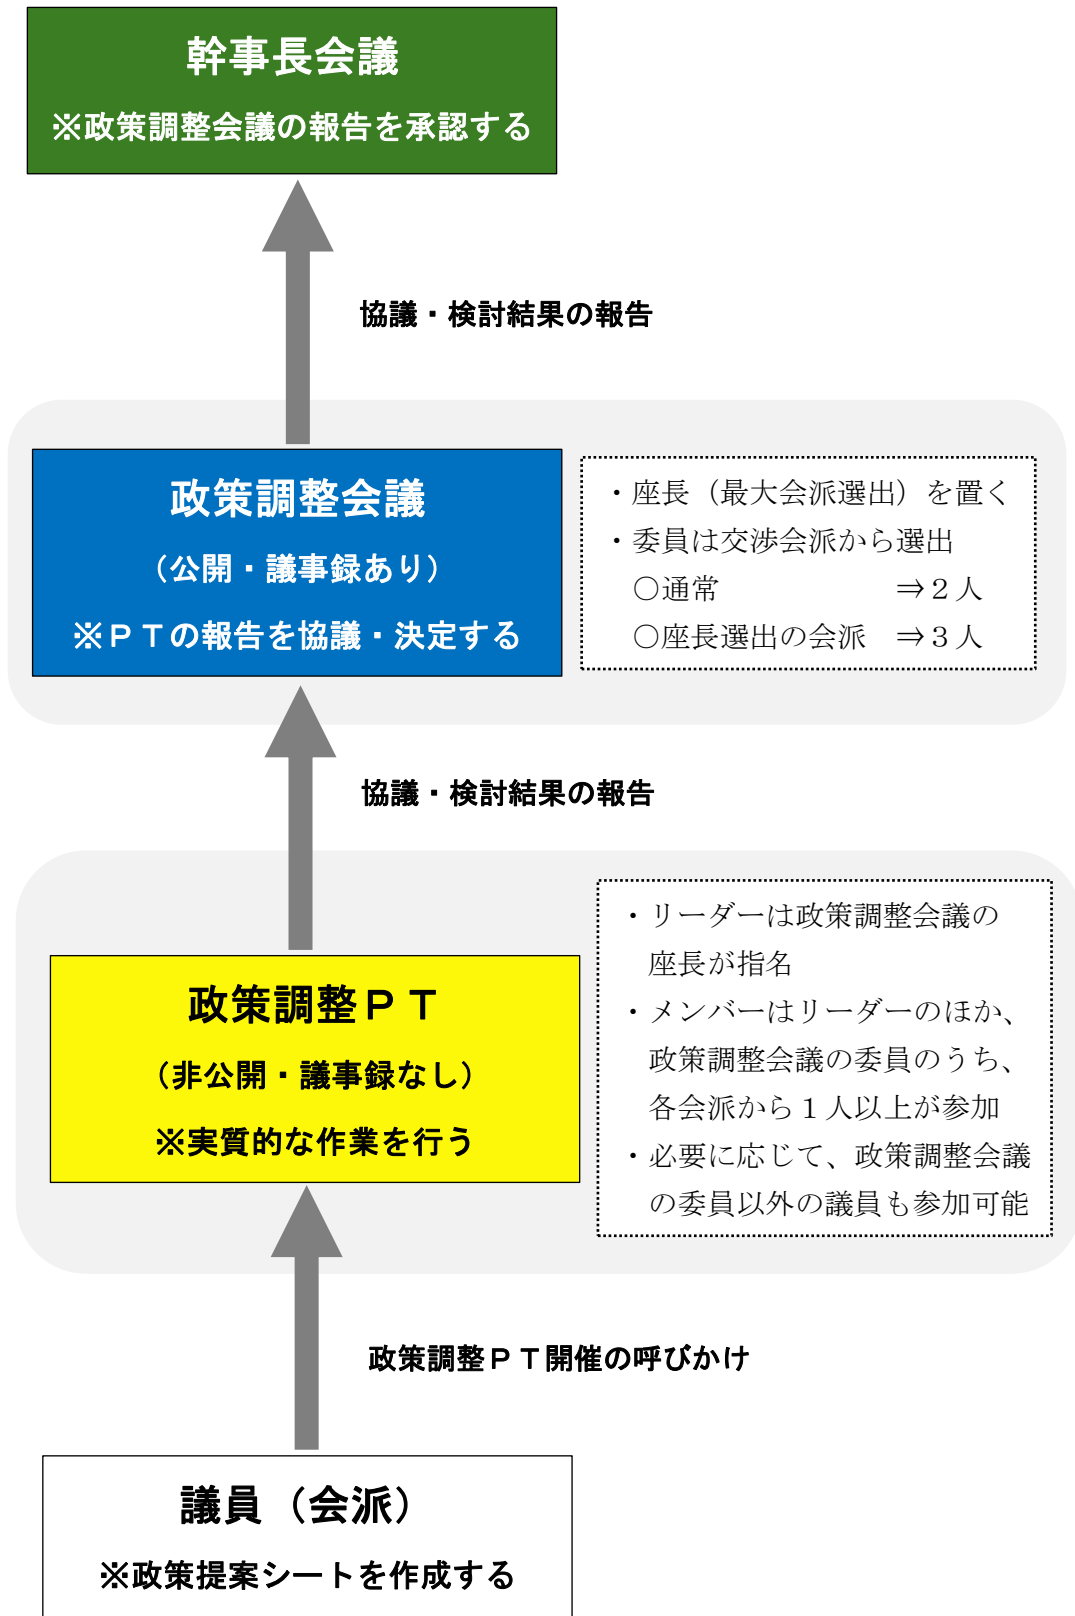 幹事長会議
※政策調整会議の報告を承認する
協議・検討結果の報告
政策調整会議
（公開・議事録あり）
※ＰＴの報告を協議・決定する
・座長（最大会派選出）を置く
・委員は交渉会派から選出
〇通常　　　　　　⇒２人
〇座長選出の会派　⇒３人
協議・検討結果の報告
政策調整ＰＴ
（非公開・議事録なし）
※実質的な作業を行う
・リーダーは政策調整会議の
座長が指名
・メンバーはリーダーのほか、
政策調整会議の委員のうち、
各会派から１人以上が参加
・必要に応じて、政策調整会議
の委員以外の議員も参加可能
政策調整ＰＴ開催の呼びかけ
議員（会派）
※政策提案シートを作成する